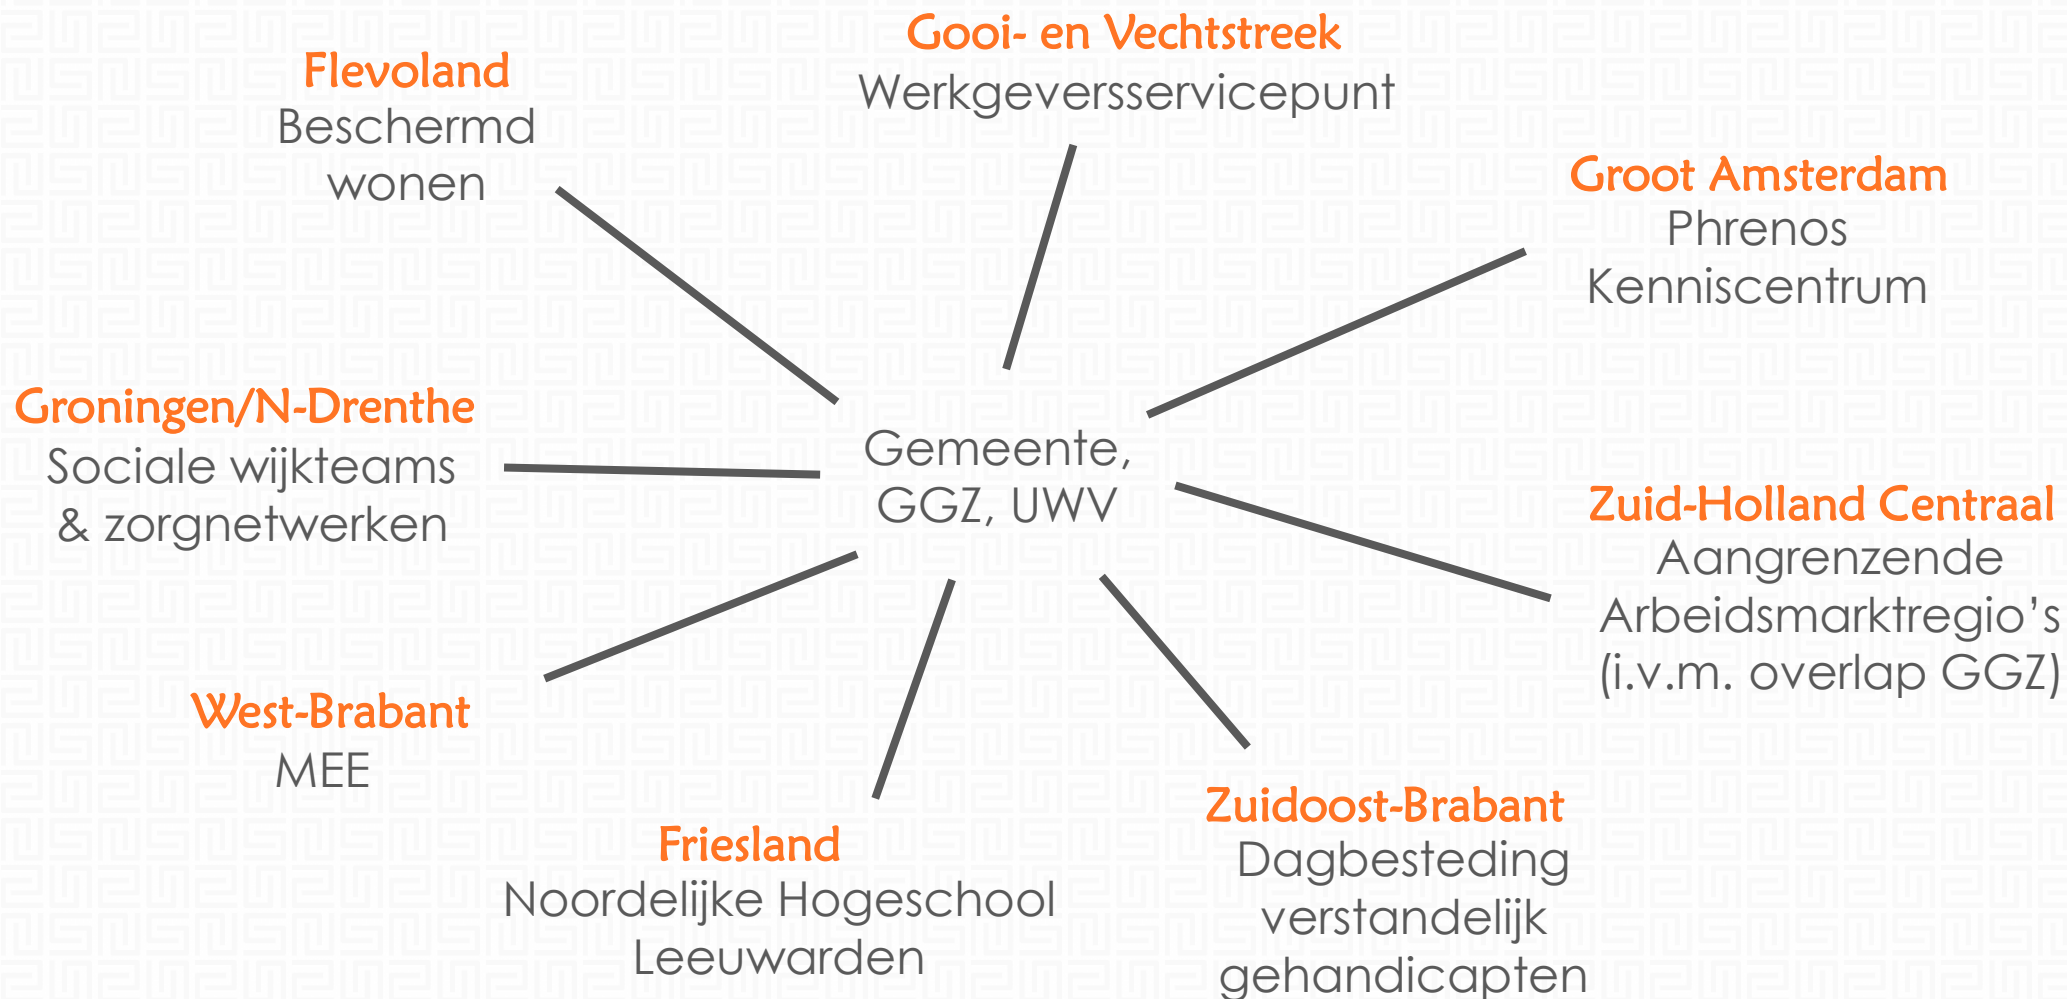 Gooi- en Vechtstreek
Werkgeversservicepunt
Flevoland
Beschermd
wonen
Groot Amsterdam
Phrenos
Kenniscentrum
Groningen/N-Drenthe
Sociale wijkteams
& zorgnetwerken
Gemeente,
GGZ, UWV
Zuid-Holland Centraal
Aangrenzende
Arbeidsmarktregio’s
(i.v.m. overlap GGZ)
West-Brabant
MEE
Friesland
Noordelijke Hogeschool
Leeuwarden
Zuidoost-Brabant
Dagbesteding
verstandelijk
gehandicapten